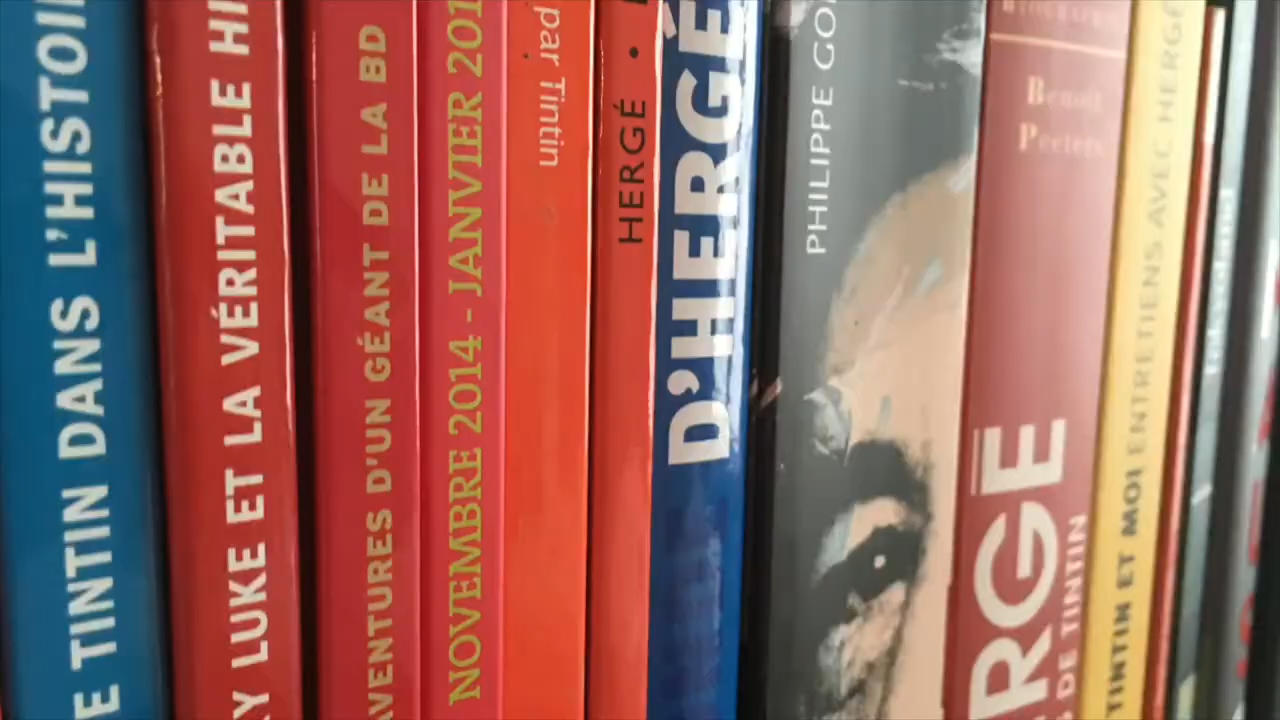 E TINTIN DANS L'HISTOI
Y LUKE ET LA VÉRITABLE HI
AVENTURES D'UN GÉANT DE LA BD
NOVEMBRE 2014 - JANVIER 201
par Tintin
HERGÉ •
D'HERGÉ
PHILIPPE GO
Benoit
Peeters
RGÉ
DE TINTIN
TINTIN ET MOI ENTRETIENS AVEC HERGÉ